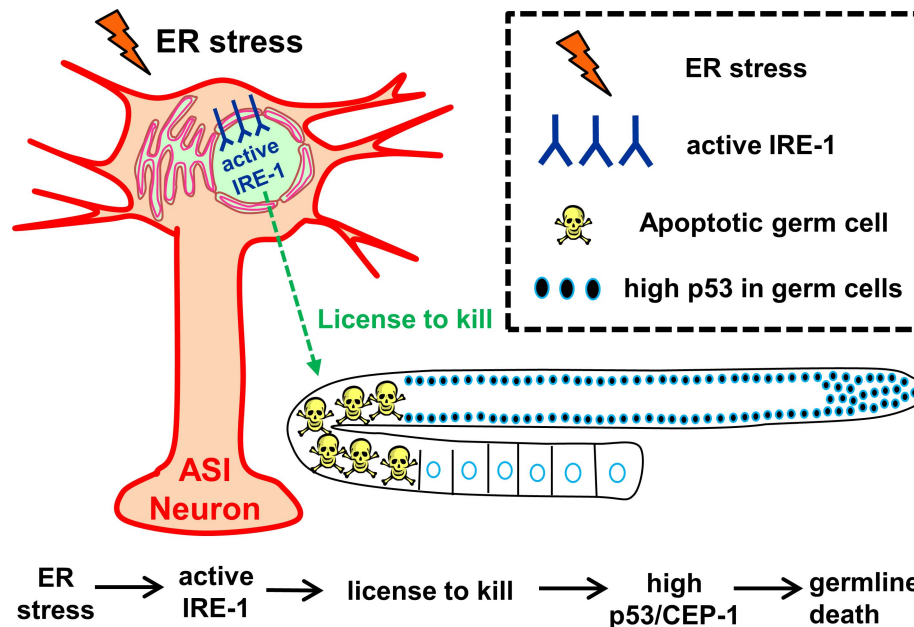 ER stress
active
IRE-1
License to kill
ASI
Neuron
ER stress
active IRE-1
Apoptotic germ cell
high p53 in germ cells
ER
stress
active
IRE-1
license to kill
high
p53/CEP-1
germline
death